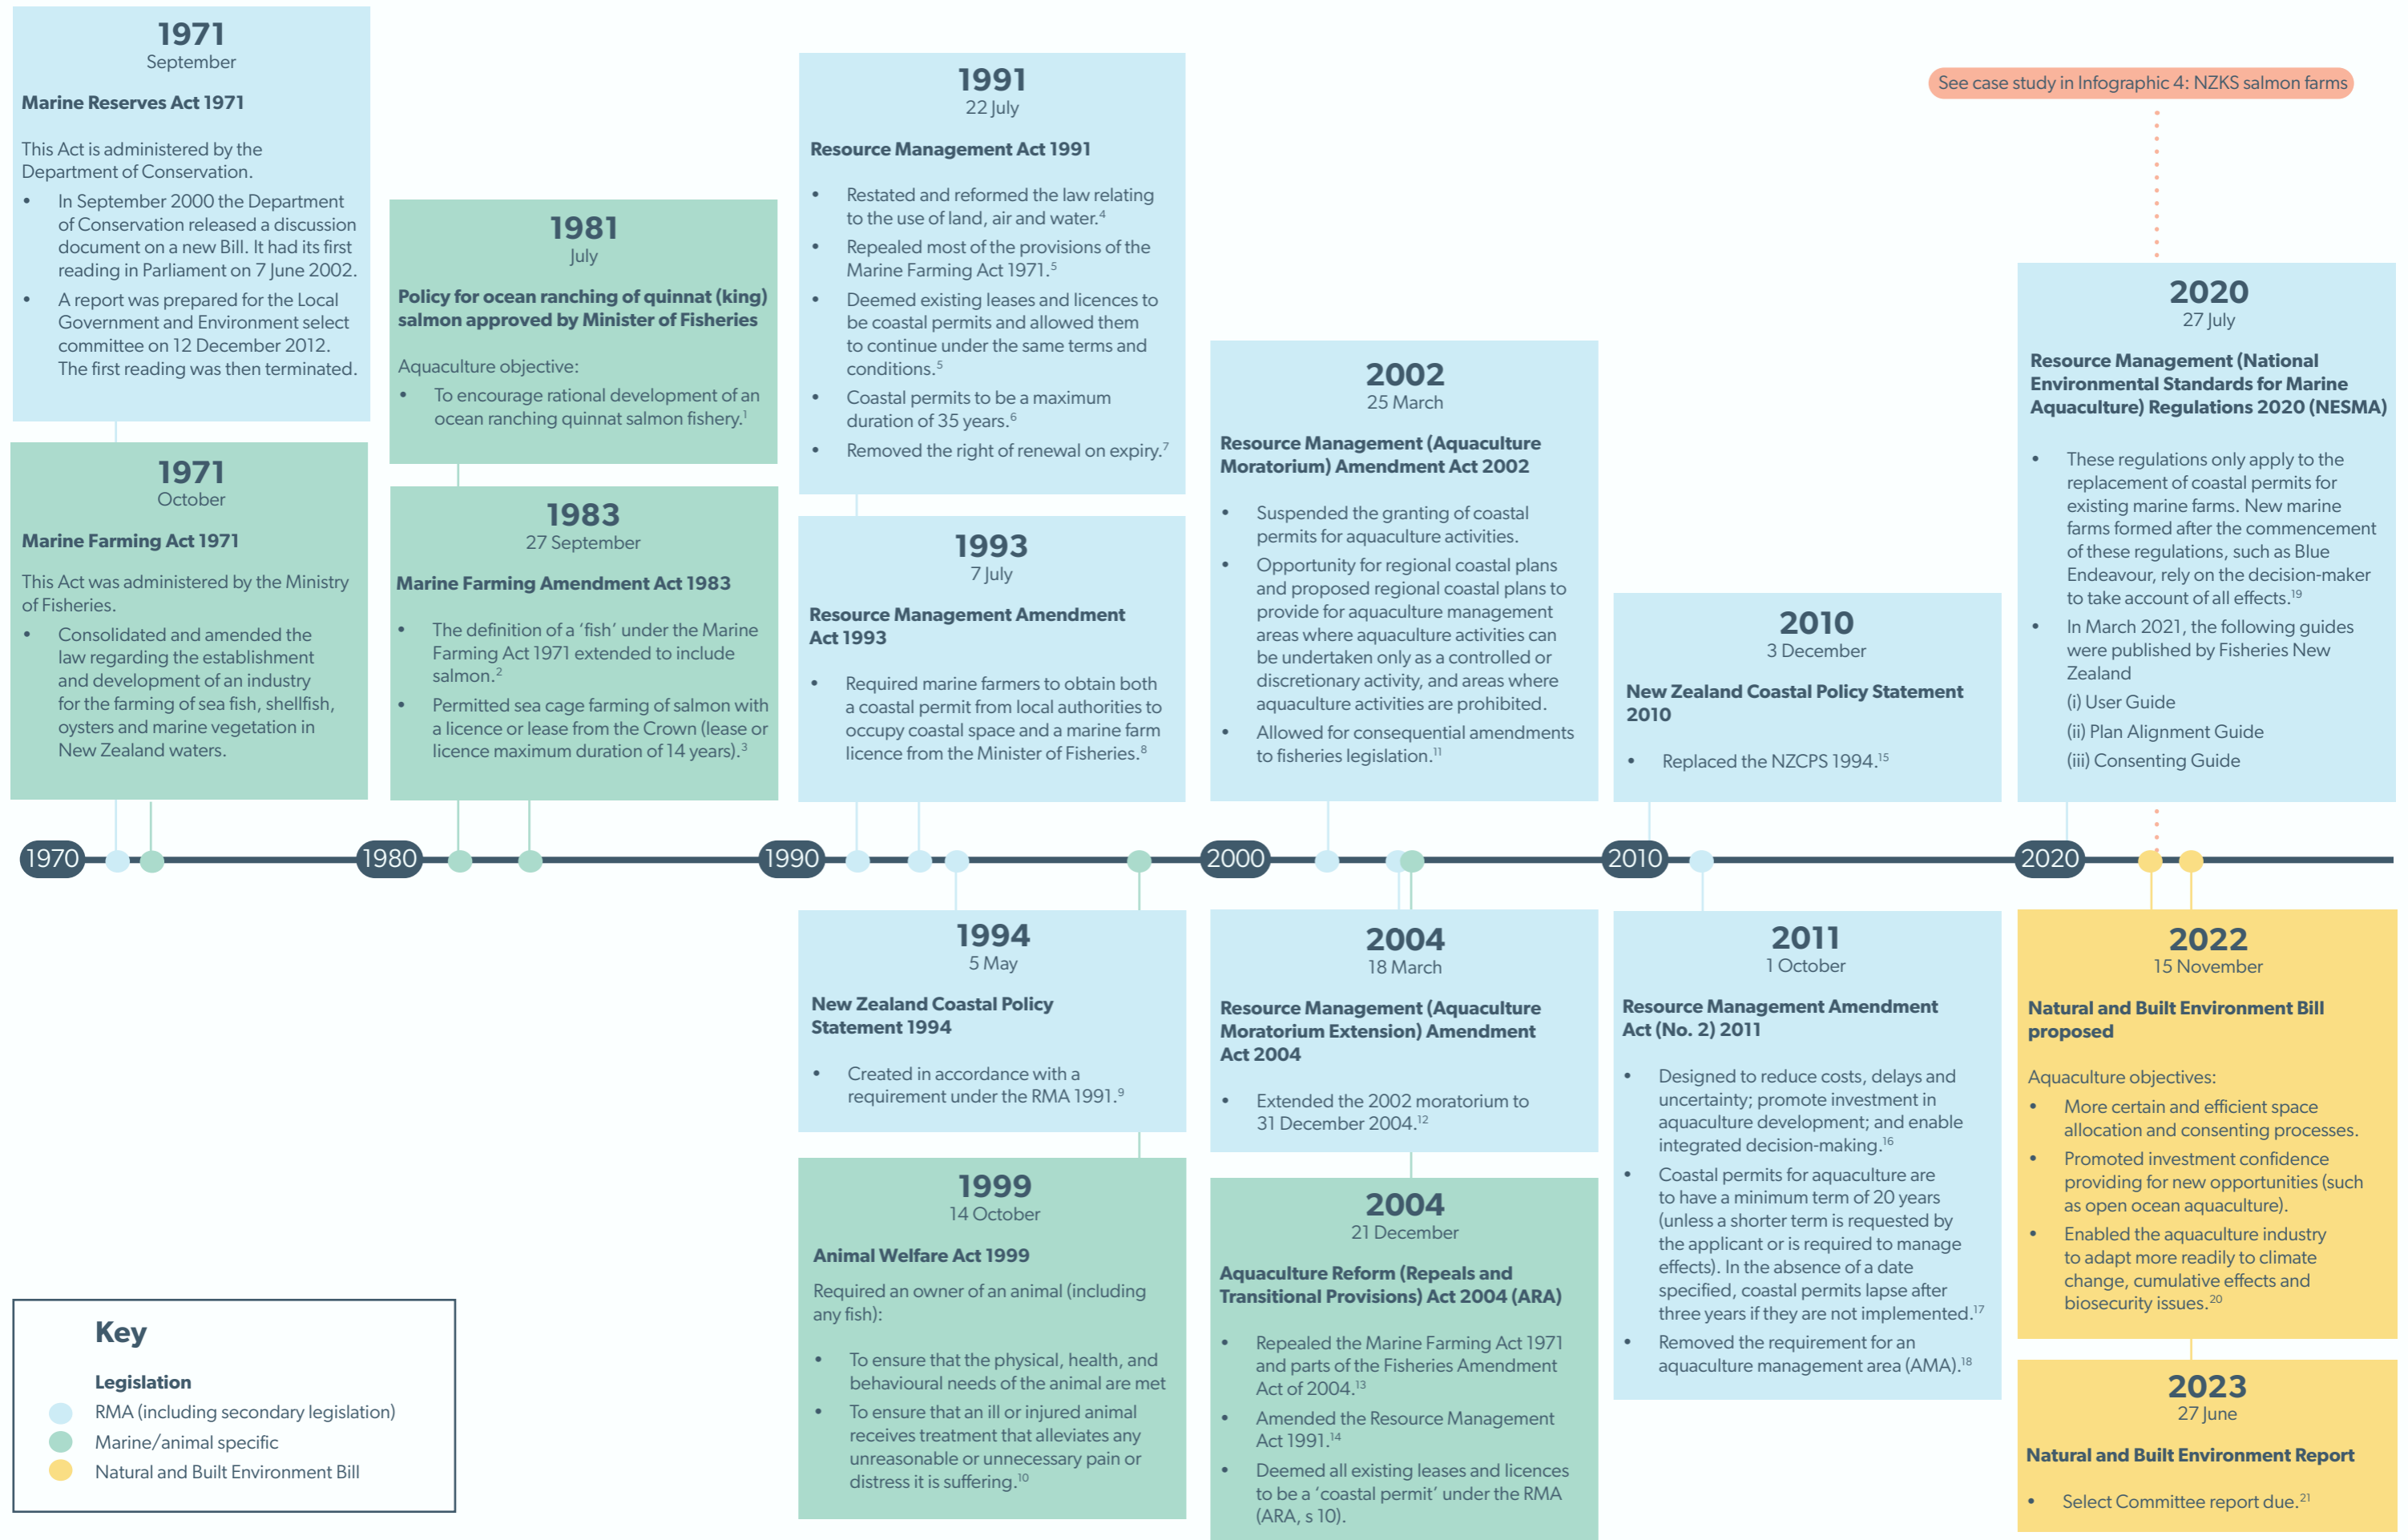 1971
September
Marine Reserves Act 1971
This Act is administered by the
Department of Conservation.
• In September 2000 the Department
of Conservation released a discussion
document on a new Bill. It had its first
reading in Parliament on 7 June 2002.
• A report was prepared for the Local
Government and Environment select
committee on 12 December 2012.
The first reading was then terminated.
1971
October
Marine Farming Act 1971
This Act was administered by the Ministry
of Fisheries.
• Consolidated and amended the
law regarding the establishment
and development of an industry
for the farming of sea fish, shellfish,
oysters and marine vegetation in
New Zealand waters.
1981
July
Policy for ocean ranching of quinnat (king)
salmon approved by Minister of Fisheries
Aquaculture objective:
• To encourage rational development of an
ocean ranching quinnat salmon fishery.1
1983
27 September
Marine Farming Amendment Act 1983
• The definition of a ‘fish’ under the Marine
Farming Act 1971 extended to include
salmon.2
• Permitted sea cage farming of salmon with
a licence or lease from the Crown (lease or
licence maximum duration of 14 years).3
1991
22 July
Resource Management Act 1991
• Restated and reformed the law relating
to the use of land, air and water.4
• Repealed most of the provisions of the
Marine Farming Act 1971.5
• Deemed existing leases and licences to
be coastal permits and allowed them
to continue under the same terms and
conditions.5
• Coastal permits to be a maximum
duration of 35 years.6
• Removed the right of renewal on expiry.7
1993
7 July
Resource Management Amendment
Act 1993
• Required marine farmers to obtain both
a coastal permit from local authorities to
occupy coastal space and a marine farm
licence from the Minister of Fisheries.8
2002
25 March
Resource Management (Aquaculture
Moratorium) Amendment Act 2002
• Suspended the granting of coastal
permits for aquaculture activities.
• Opportunity for regional coastal plans
and proposed regional coastal plans to
provide for aquaculture management
areas where aquaculture activities can
be undertaken only as a controlled or
discretionary activity, and areas where
aquaculture activities are prohibited.
• Allowed for consequential amendments
to fisheries legislation.11
2010
3 December
New Zealand Coastal Policy Statement
2010
• Replaced the NZCPS 1994.15
See case study in Infographic 4: NZKS salmon farms
2020
27 July
Resource Management (National
Environmental Standards for Marine
Aquaculture) Regulations 2020 (NESMA)
• These regulations only apply to the
replacement of coastal permits for
existing marine farms. New marine
farms formed after the commencement
of these regulations, such as Blue
Endeavour, rely on the decision-maker
to take account of all effects.19
• In March 2021, the following guides
were published by Fisheries New
Zealand
(i) User Guide
(ii) Plan Alignment Guide
(iii) Consenting Guide
1970
1980
1990
2000
2010
2020
1994
5 May
New Zealand Coastal Policy
Statement 1994
• Created in accordance with a
requirement under the RMA 1991.9
1999
14 October
Animal Welfare Act 1999
Required an owner of an animal (including
any fish):
• To ensure that the physical, health, and
behavioural needs of the animal are met
• To ensure that an ill or injured animal
receives treatment that alleviates any
unreasonable or unnecessary pain or
distress it is suffering.10
2004
18 March
Resource Management (Aquaculture
Moratorium Extension) Amendment
Act 2004
• Extended the 2002 moratorium to
31 December 2004.12
2004
21 December
Aquaculture Reform (Repeals and
Transitional Provisions) Act 2004 (ARA)
• Repealed the Marine Farming Act 1971
and parts of the Fisheries Amendment
Act of 2004.13
• Amended the Resource Management
Act 1991.14
• Deemed all existing leases and licences
to be a ‘coastal permit’ under the RMA
(ARA, s 10).
2011
1 October
Resource Management Amendment
Act (No. 2) 2011
• Designed to reduce costs, delays and
uncertainty; promote investment in
aquaculture development; and enable
integrated decision-making.16
• Coastal permits for aquaculture are
to have a minimum term of 20 years
(unless a shorter term is requested by
the applicant or is required to manage
effects). In the absence of a date
specified, coastal permits lapse after
three years if they are not implemented.17
• Removed the requirement for an
aquaculture management area (AMA).18
2022
15 November
Natural and Built Environment Bill
proposed
Aquaculture objectives:
• More certain and efficient space
allocation and consenting processes.
• Promoted investment confidence
providing for new opportunities (such
as open ocean aquaculture).
• Enabled the aquaculture industry
to adapt more readily to climate
change, cumulative effects and
biosecurity issues.20
2023
27 June
Natural and Built Environment Report
• Select Committee report due.21
Key
Legislation
RMA (including secondary legislation)
Marine/animal specific
Natural and Built Environment Bill